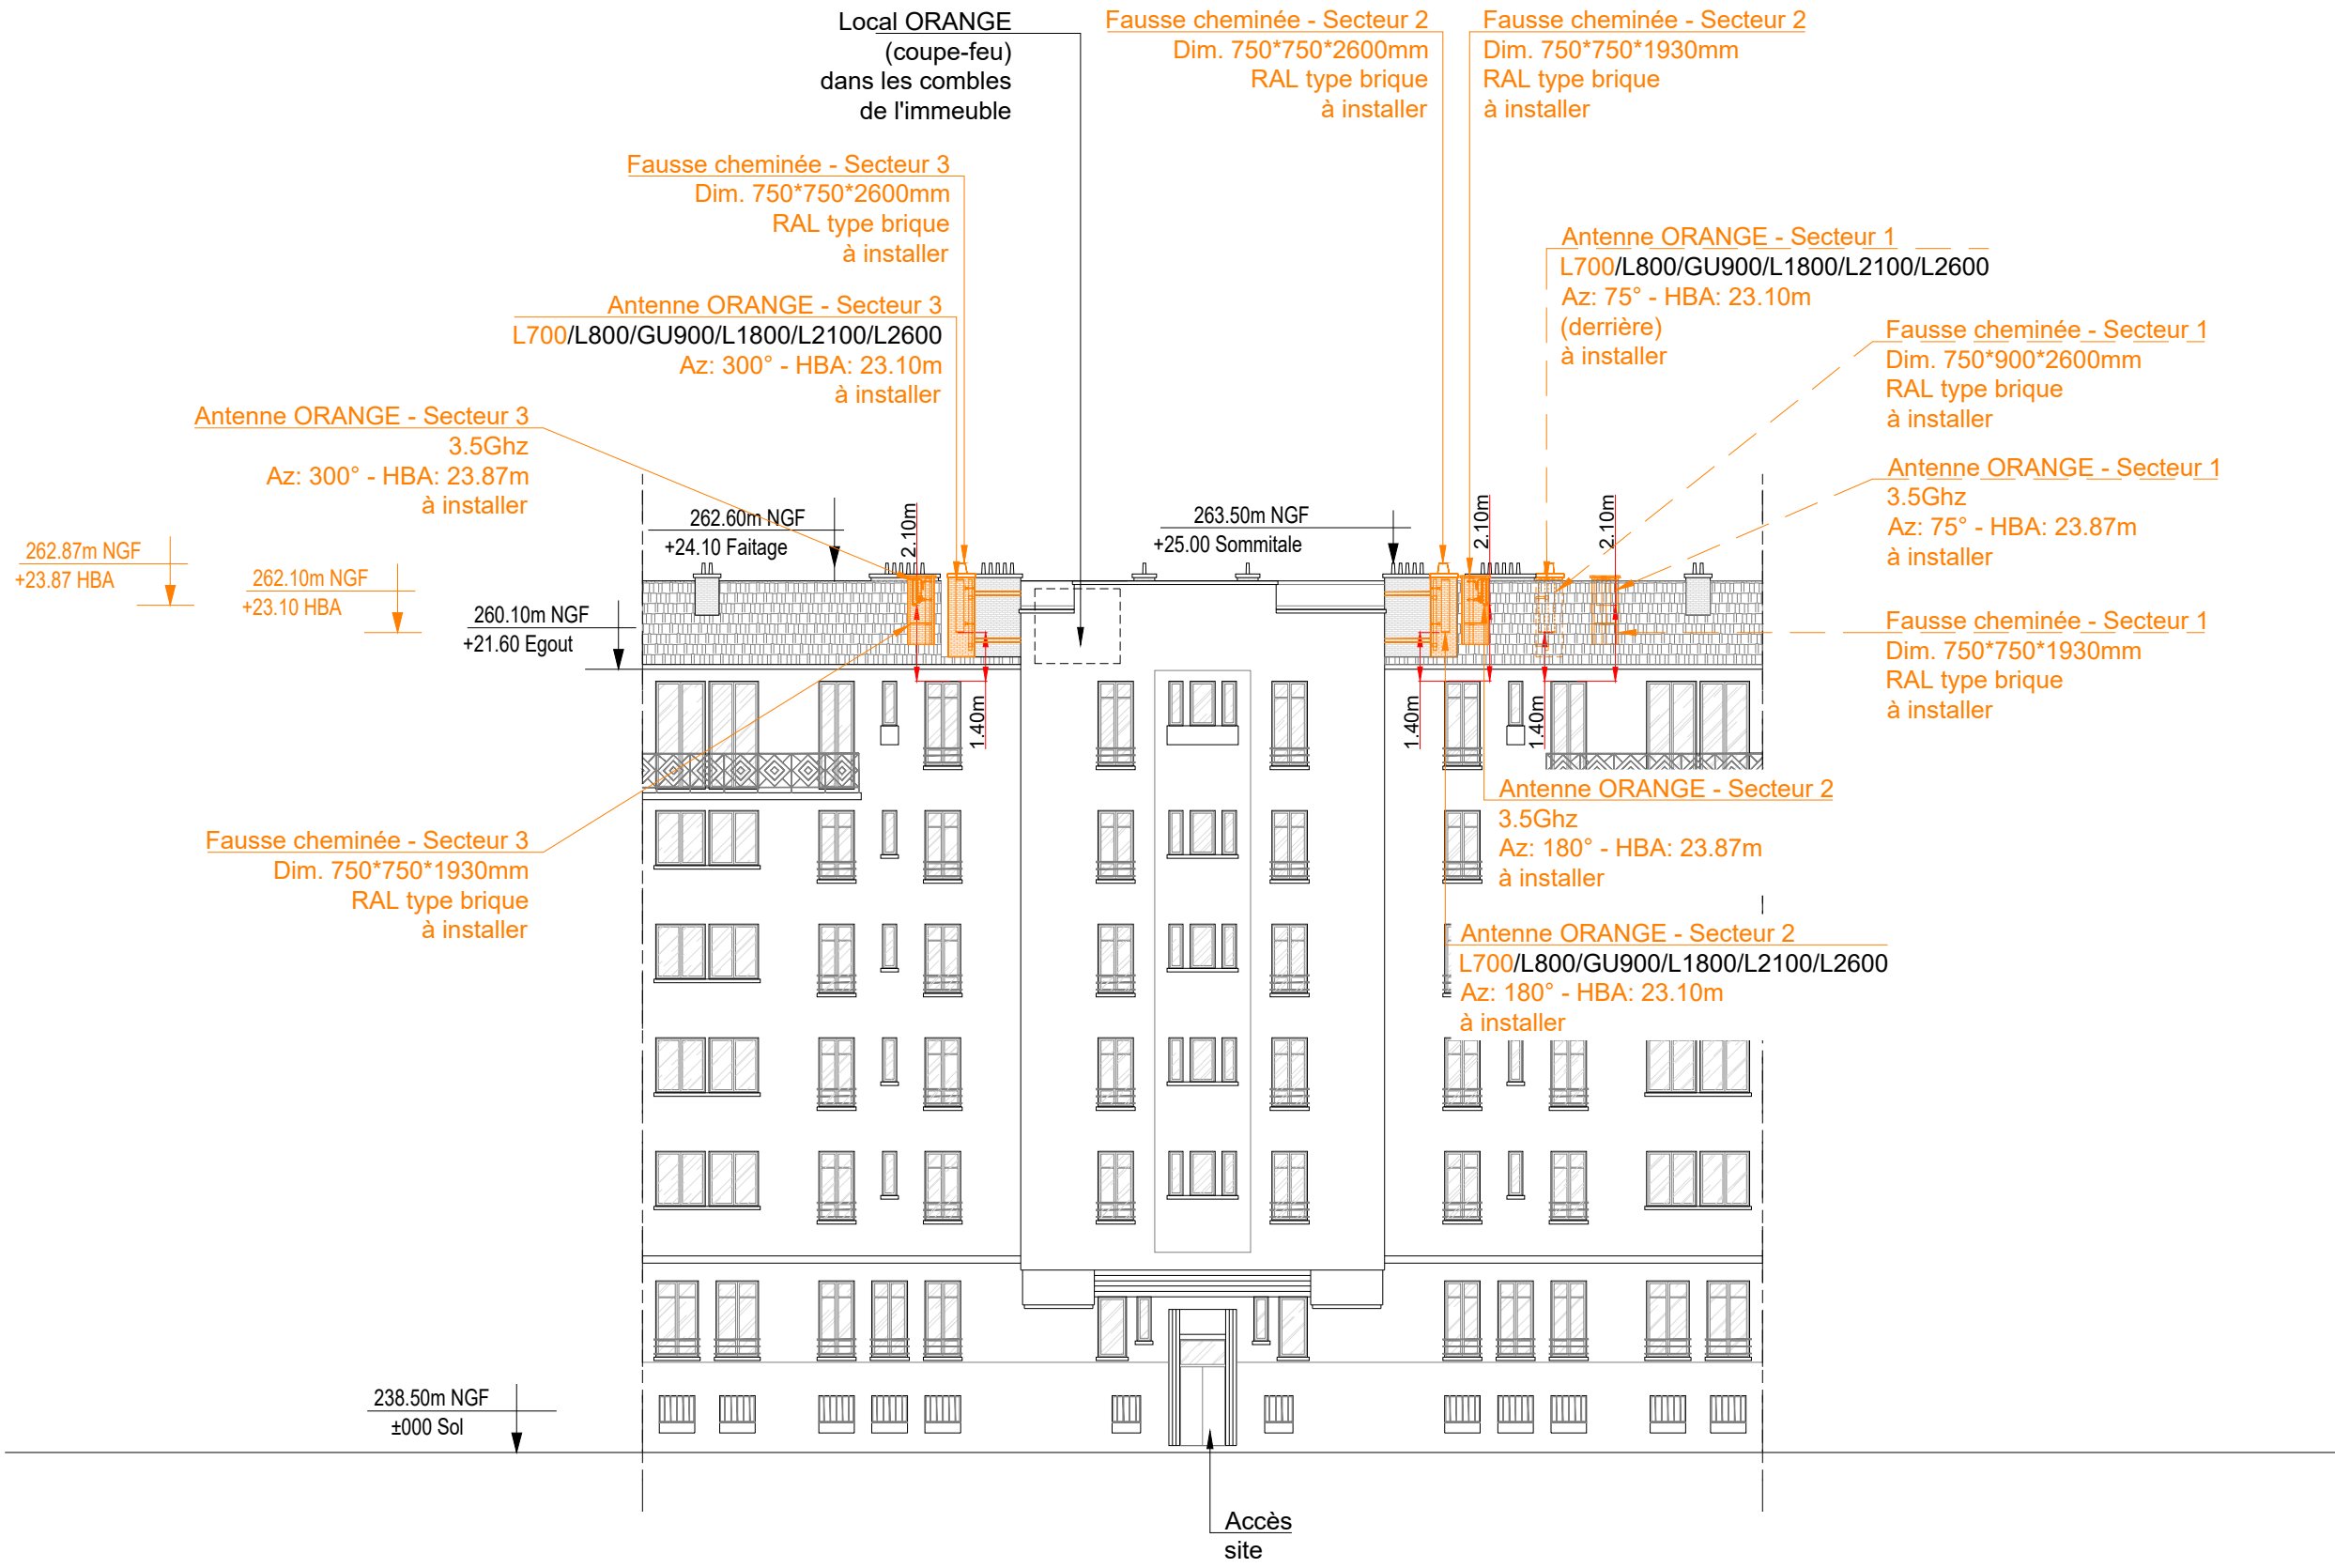 Local ORANGE
(coupe-feu)
dans les combles
de l'immeuble
Fausse cheminée - Secteur 2
Dim. 750*750*2600mm
RAL type brique
à installer
Fausse cheminée - Secteur 2
Dim. 750*750*1930mm
RAL type brique
à installer
Fausse cheminée - Secteur 3
Dim. 750*750*2600mm
RAL type brique
à installer
Antenne ORANGE - Secteur 1
L700/L800/GU900/L1800/L2100/L2600
Az: 75° - HBA: 23.10m
(derrière)
à installer
Antenne ORANGE - Secteur 3
L700/L800/GU900/L1800/L2100/L2600
Az: 300° - HBA: 23.10m
à installer
Fausse cheminée - Secteur 1
Dim. 750*900*2600mm
RAL type brique
à installer
Antenne ORANGE - Secteur 3
3.5Ghz
Az: 300° - HBA: 23.87m
à installer
Antenne ORANGE - Secteur 1
3.5Ghz
Az: 75° - HBA: 23.87m
à installer
262.60m NGF
+24.10 Faitage
2.10m
263.50m NGF
+25.00 Sommitale
2.10m
2.10m
262.87m NGF
+23.87 HBA
262.10m NGF
+23.10 HBA
260.10m NGF
+21.60 Egout
Fausse cheminée - Secteur 1
Dim. 750*750*1930mm
RAL type brique
à installer
1.40m
1.40m
1.40m
Antenne ORANGE - Secteur 2
3.5Ghz
Az: 180° - HBA: 23.87m
à installer
Fausse cheminée - Secteur 3
Dim. 750*750*1930mm
RAL type brique
à installer
Antenne ORANGE - Secteur 2
L700/L800/GU900/L1800/L2100/L2600
Az: 180° - HBA: 23.10m
à installer
238.50m NGF
±000 Sol
Accès
site